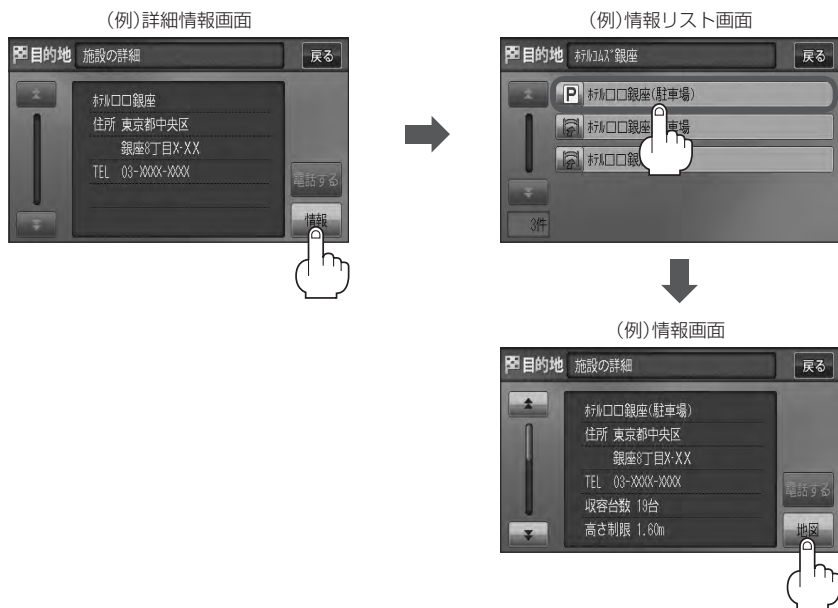 (例)詳細情報画面
目的地 施設の詳細 戻る
ﾎﾃﾙ□□銀座
住所 東京都中央区
銀座8丁目X-XX
TEL 03-XXXX-XXXX
電話する
情報
(例)情報リスト画面
目的地 ﾎﾃﾙｺﾑｽﾞ銀座 戻る
P ﾎﾃﾙ□□銀座(駐車場)
ﾎﾃﾙ□□銀座 車場
ﾎﾃﾙ□□銀
3件
(例)情報画面
目的地 施設の詳細 戻る
ﾎﾃﾙ□□銀座(駐車場)
住所 東京都中央区
銀座8丁目X-XX
TEL 03-XXXX-XXXX
収容台数 19台
高さ制限 1.60m
電話する
地図